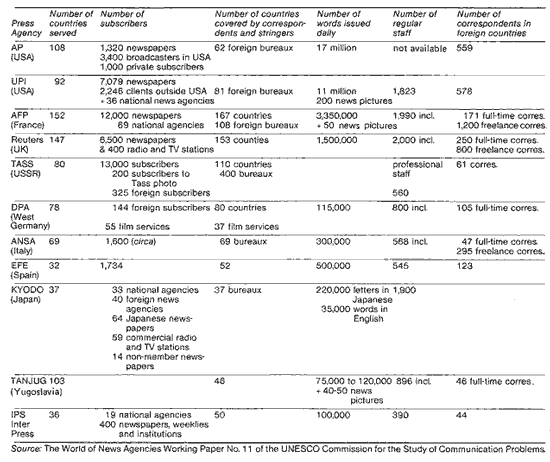 Press Agency Number of countries served Number of subscribers Number of countries covered by correspondents and stringers Number of words issued daily Number of regular staff Number of correspondents in foreign countries
AP 108 1,320 newspapers 62 foreign bureaux 17 million not available 559
(USA) 3,400 broadcasters in USA
1,000 private subscribers
UPI 92 7,079 newspapers
(USA) 2,246 clients outside USA 81 foreign bureaux 11 million 1,823 578
+ 36 national news agencies 200 news pictures
AFP 152 12,000 newspapers 167 countries 3,350,000 1,990 incl. 171 full-time corres.
(France) 69 national agencies 108 foreign bureaux + 50 news pictures 1,200 freelance corres.
Reuters 147 6,500 newspapers 153 countries 1,500,000 2,000 incl. 250 full-time corres.
(UK) & 400 radio and TV stations 800 freelance corres.
TASS 80 13,000 subscribers 110 countries professional 61 corres.
(USSR) 200 subscribers to 400 bureaux staff
Tass photo
325 foreign subscribers 560
DPA 78 144 foreign subscribers 80 countries 115,000 800 incl. 105 full-time corres.
(West
Germany) 55 film services 37 film services
ANSA 69 1,600 (circa) 69 bureaux 300,000 568 incl. 47 full-time corres.
(Italy) 295 freelance corres.
EFE 32 1,734 52 500,000 545 123
(Spain)
KYODO 37 33 national agencies 37 bureaux 220,000 letters in 1,900
(Japan) 40 foreign news Japanese
agencies 35,000 words in
64 Japanese news- English
papers
59 commercial radio
and TV stations
14 non-member news-
papers
TANJUG 103 48 75,000 to 120,000 896 incl. 46 full-time corres.
(Yugoslavia) + 40-50 news
pictures
IPS 36 19 national agencies 50 100,000 390 44
Inter 400 newspapers, weeklies
Press and institutions
Source: The World of News Agencies Working Paper No. 11 of the UNESCO Commission for the Study of Communication Problems.